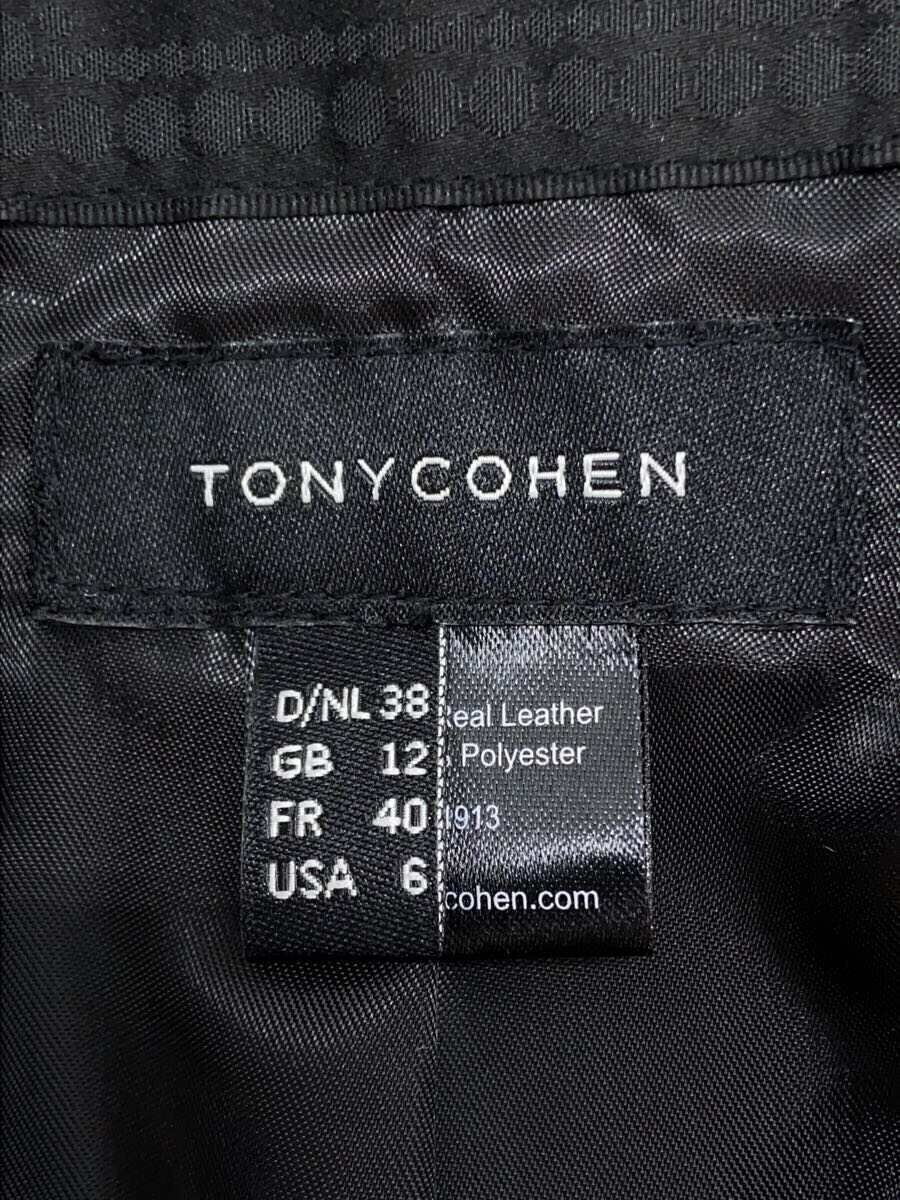 TONYCOHEN
D/NL 38
GB 12
FR 40
USA 6
Real Leather
Polyester
913
cohen.com